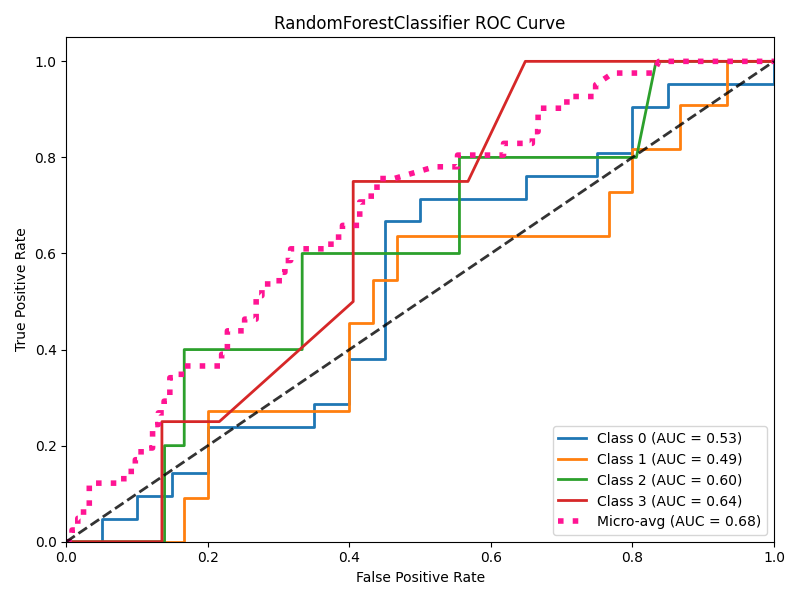 RandomForestClassifier ROC Curve
True Positive Rate
1.0
0.8
0.6
0.4
0.2
0.0
0.0 0.2 0.4 0.6 0.8 1.0
False Positive Rate
Class 0 (AUC = 0.53)
Class 1 (AUC = 0.49)
Class 2 (AUC = 0.60)
Class 3 (AUC = 0.64)
Micro-avg (AUC = 0.68)